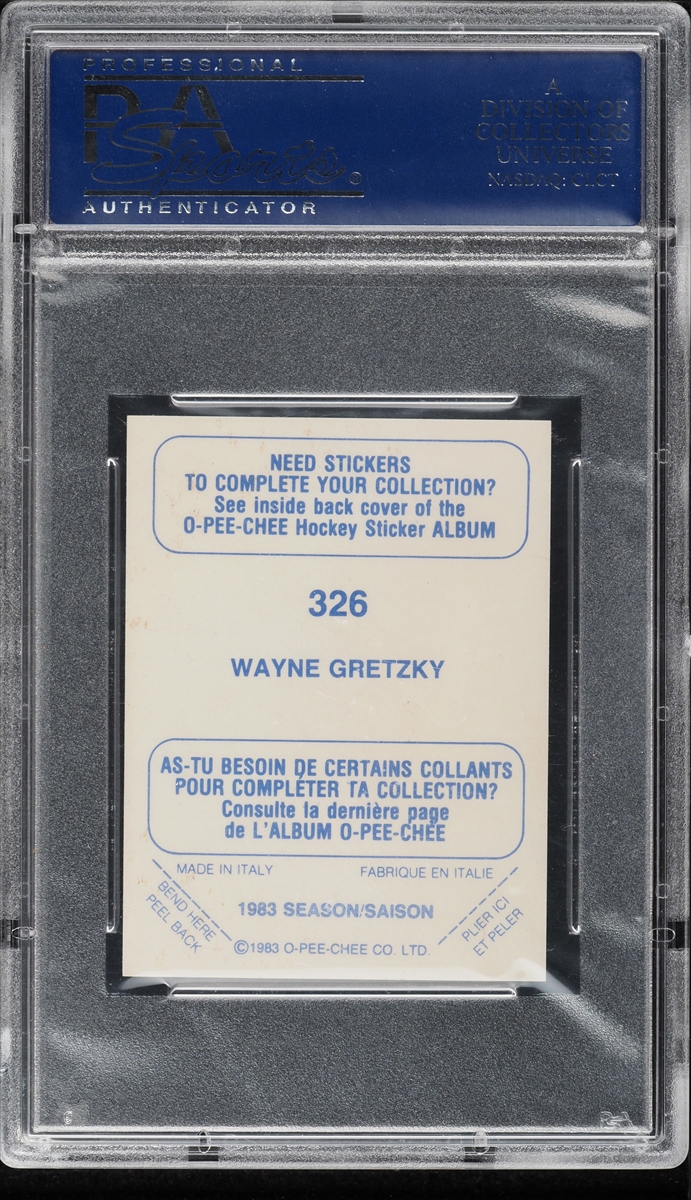 PROFESSIONAL
PSA
Sports®
AUTHENTICATOR
A
DIVISION OF
COLLECTORS
UNIVERSE
NASDAQ: CLCT
NEED STICKERS
TO COMPLETE YOUR COLLECTION?
See inside back cover of the
O-PEE-CHEE Hockey Sticker ALBUM
326
WAYNE GRETZKY
AS-TU BESOIN DE CERTAINS COLLANTS
POUR COMPLÉTER TA COLLECTION?
Consulte la dernière page
de L'ALBUM O-PEE-CHEE
MADE IN ITALY
FABRIQUE EN ITALIE
BEND HERE
PEEL BACK
1983 SEASON/SAISON
PLIER ICI
ET PELER
©1983 O-PEE-CHEE CO. LTD.
PSA